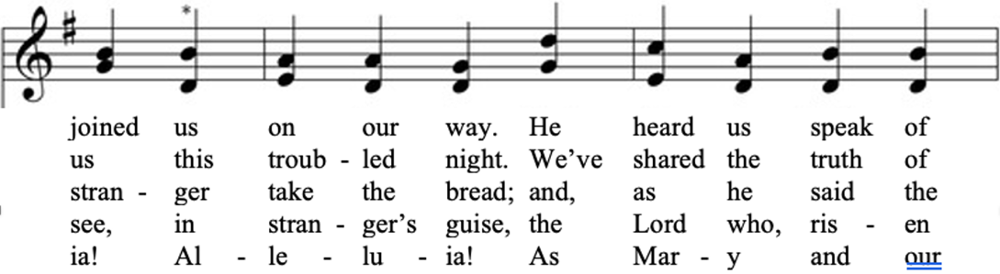 *
joined us on our way. He heard us speak of
us this troub - led night. We’ve shared the truth of
stran - ger take the bread; and, as he said the
see, in stran - ger’s guise, the Lord who, ris - en
ia! Al - le - lu - ia! As Mar - y and our